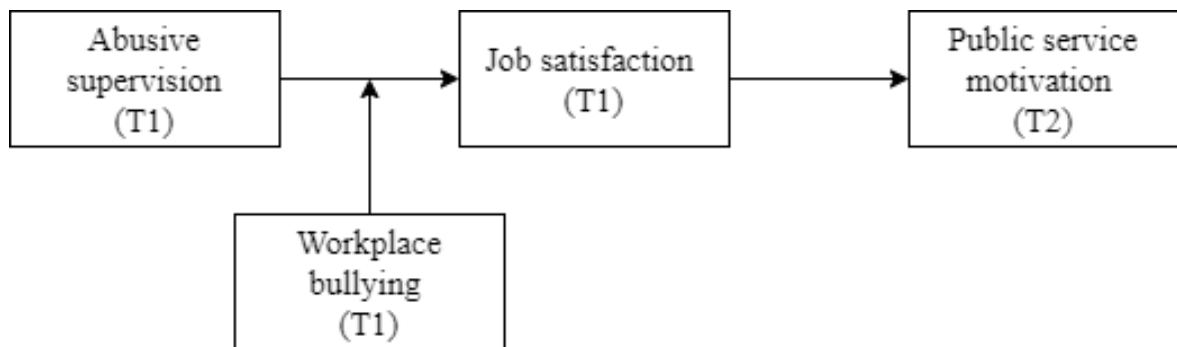 Abusive
supervision
(T1)
Job satisfaction
(T1)
Public service
motivation
(T2)
Workplace
bullying
(T1)